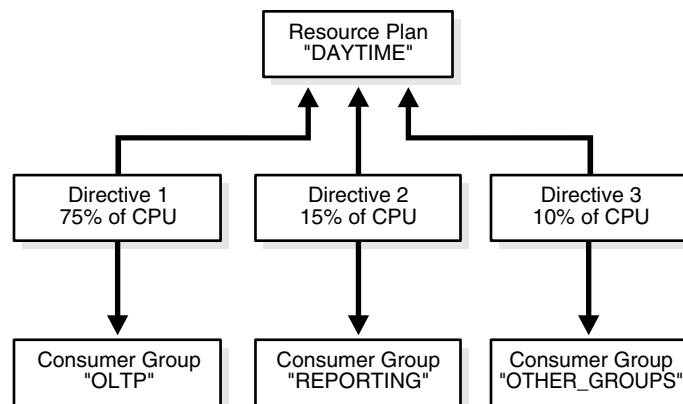 Resource Plan
"DAYTIME"
Directive 1
75% of CPU
Directive 2
15% of CPU
Directive 3
10% of CPU
Consumer Group
"OLTP"
Consumer Group
"REPORTING"
Consumer Group
"OTHER_GROUPS"